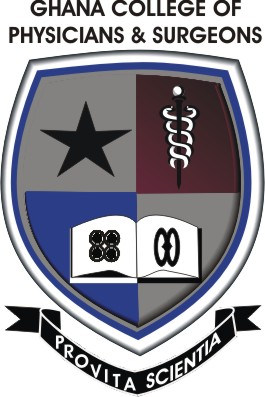 GHANA COLLEGE OF
PHYSICIANS & SURGEONS
PROVITA SCIENTIA